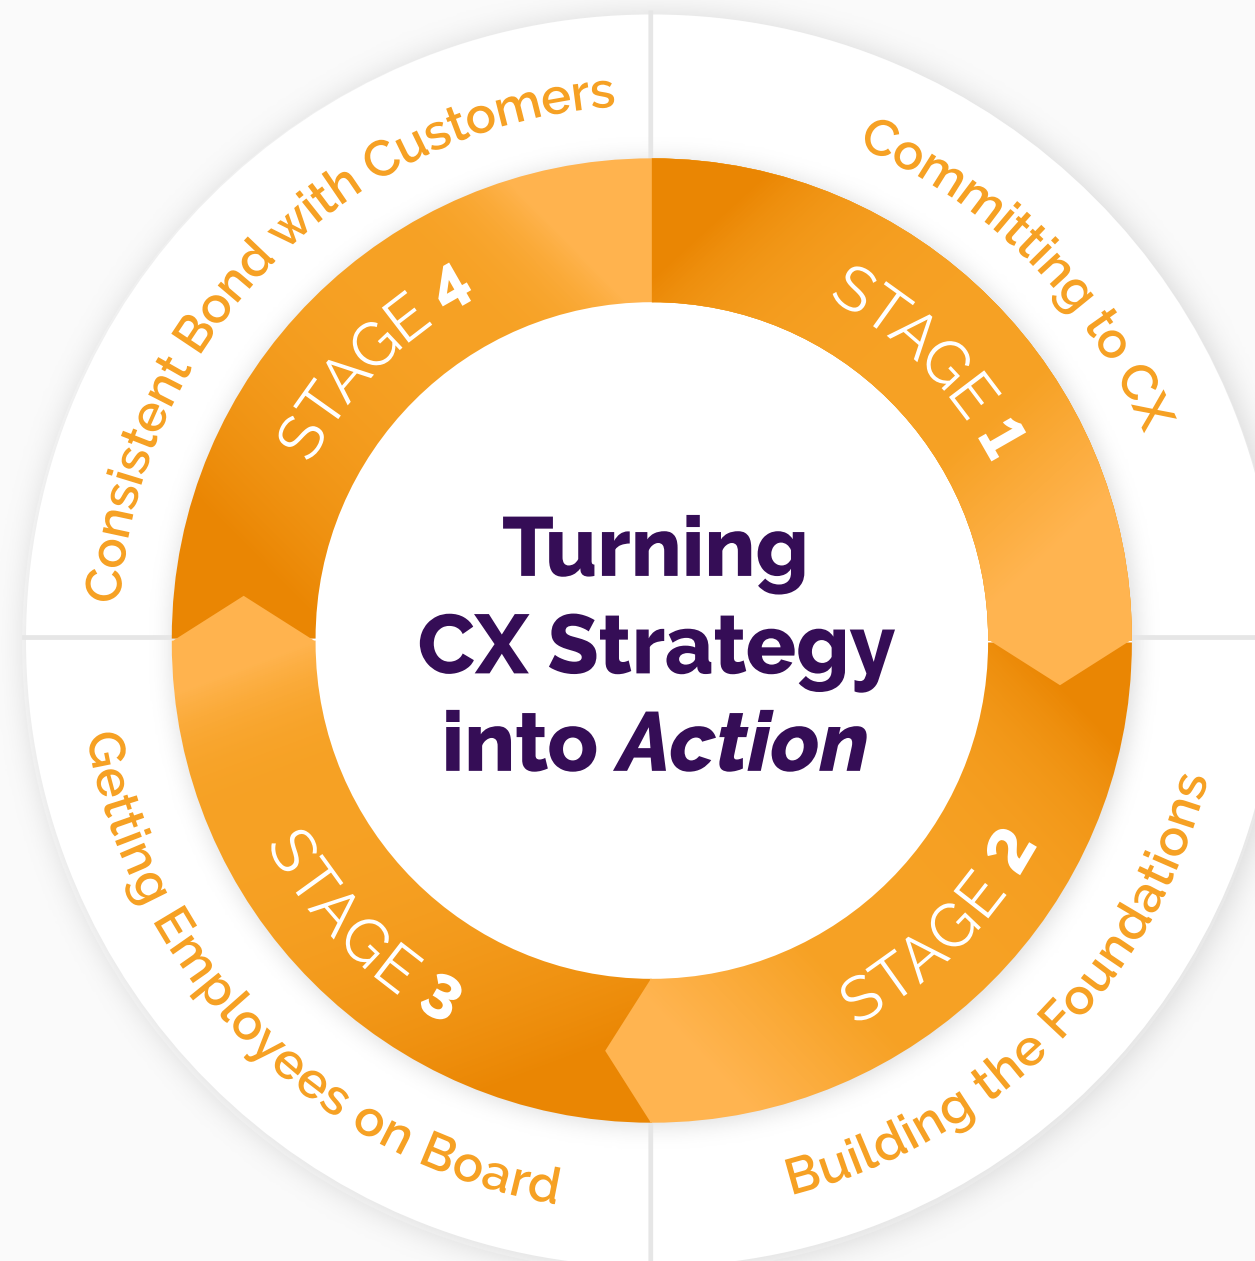 Turning
CX Strategy
into Action
STAGE 1
Committing to CX
STAGE 2
Building the Foundations
STAGE 3
Getting Employees on Board
STAGE 4
Consistent Bond with Customers